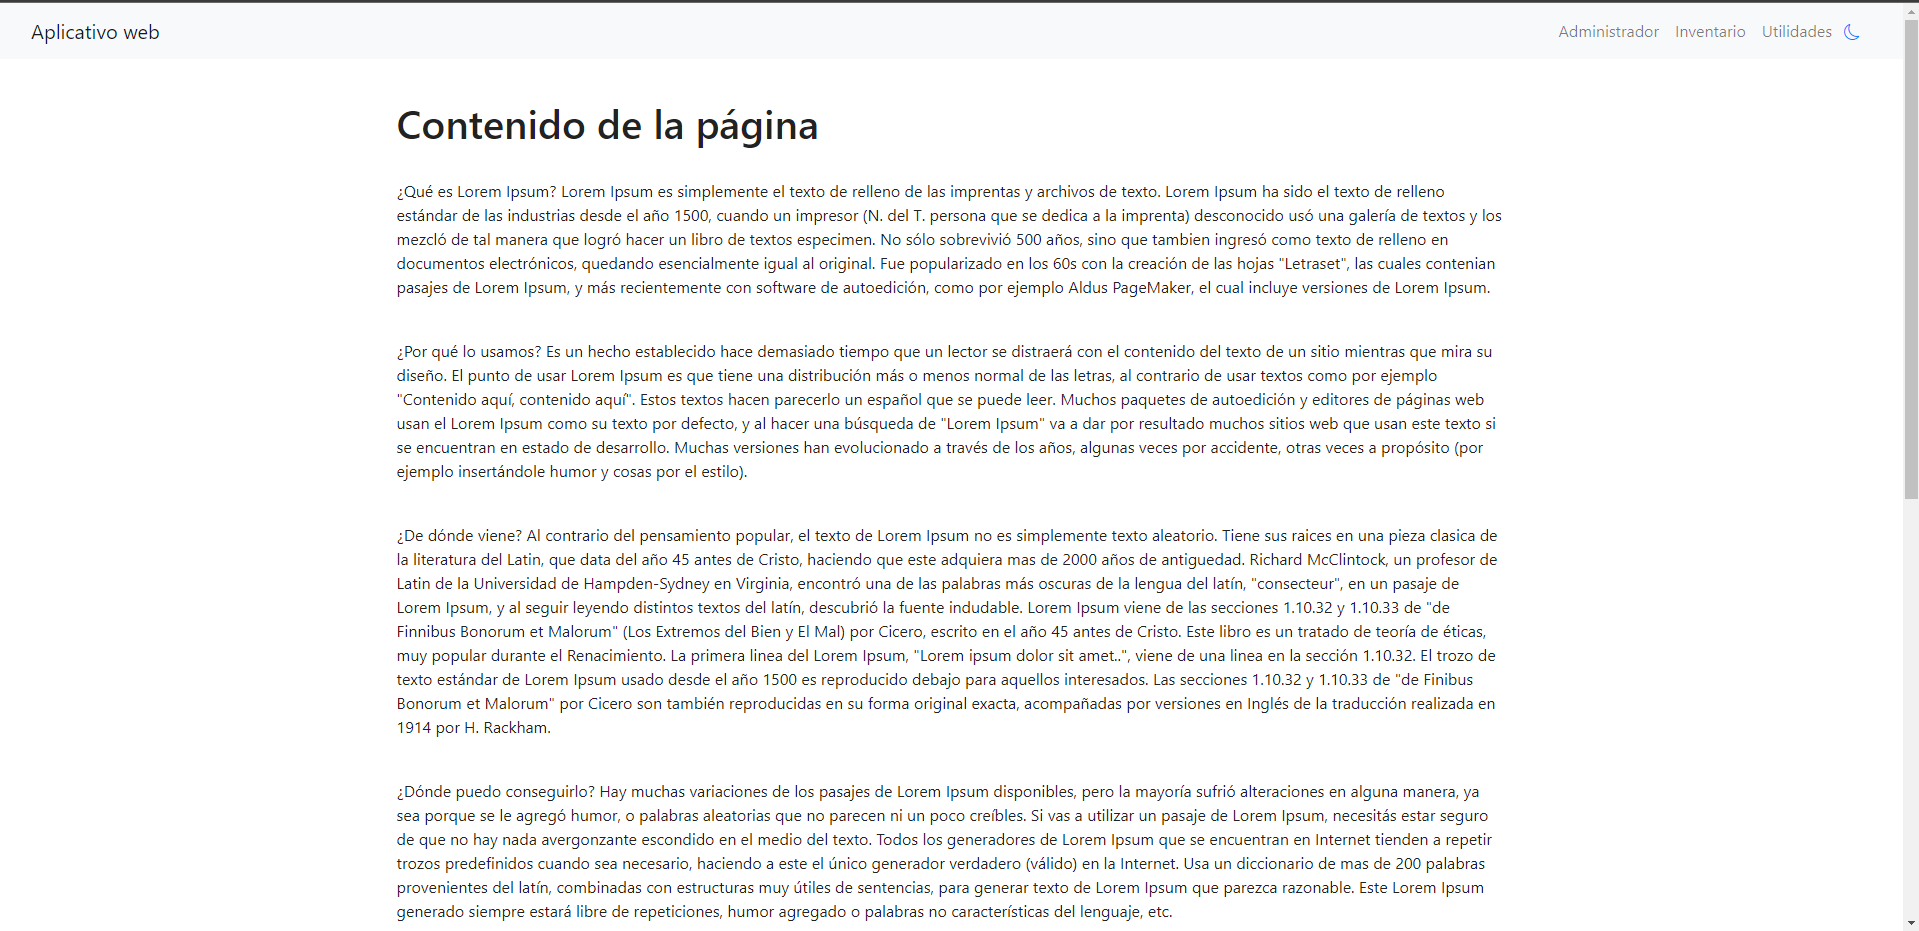 Aplicativo web
Administrador Inventario Utilidades
Contenido de la página
¿Qué es Lorem Ipsum? Lorem Ipsum es simplemente el texto de relleno de las imprentas y archivos de texto. Lorem Ipsum ha sido el texto de relleno
estándar de las industrias desde el año 1500, cuando un impresor (N. del T. persona que se dedica a la imprenta) desconocido usó una galería de textos y los
mezcló de tal manera que logró hacer un libro de textos especimen. No sólo sobrevivió 500 años, sino que tambien ingresó como texto de relleno en
documentos electrónicos, quedando esencialmente igual al original. Fue popularizado en los 60s con la creación de las hojas "Letraset", las cuales contenian
pasajes de Lorem Ipsum, y más recientemente con software de autoedición, como por ejemplo Aldus PageMaker, el cual incluye versiones de Lorem Ipsum.
¿Por qué lo usamos? Es un hecho establecido hace demasiado tiempo que un lector se distraerá con el contenido del texto de un sitio mientras que mira su
diseño. El punto de usar Lorem Ipsum es que tiene una distribución más o menos normal de las letras, al contrario de usar textos como por ejemplo
"Contenido aquí, contenido aquí". Estos textos hacen parecerlo un español que se puede leer. Muchos paquetes de autoedición y editores de páginas web
usan el Lorem Ipsum como su texto por defecto, y al hacer una búsqueda de "Lorem Ipsum" va a dar por resultado muchos sitios web que usan este texto si
se encuentran en estado de desarrollo. Muchas versiones han evolucionado a través de los años, algunas veces por accidente, otras veces a propósito (por
ejemplo insertándole humor y cosas por el estilo).
¿De dónde viene? Al contrario del pensamiento popular, el texto de Lorem Ipsum no es simplemente texto aleatorio. Tiene sus raices en una pieza clasica de
la literatura del Latin, que data del año 45 antes de Cristo, haciendo que este adquiera mas de 2000 años de antiguedad. Richard McClintock, un profesor de
Latin de la Universidad de Hampden-Sydney en Virginia, encontró una de las palabras más oscuras de la lengua del latín, "consecteur", en un pasaje de
Lorem Ipsum, y al seguir leyendo distintos textos del latín, descubrió la fuente indudable. Lorem Ipsum viene de las secciones 1.10.32 y 1.10.33 de "de
Finnibus Bonorum et Malorum" (Los Extremos del Bien y El Mal) por Cicero, escrito en el año 45 antes de Cristo. Este libro es un tratado de teoría de éticas,
muy popular durante el Renacimiento. La primera linea del Lorem Ipsum, "Lorem ipsum dolor sit amet..", viene de una linea en la sección 1.10.32. El trozo de
texto estándar de Lorem Ipsum usado desde el año 1500 es reproducido debajo para aquellos interesados. Las secciones 1.10.32 y 1.10.33 de "de Finibus
Bonorum et Malorum" por Cicero son también reproducidas en su forma original exacta, acompañadas por versiones en Inglés de la traducción realizada en
1914 por H. Rackham.
¿Dónde puedo conseguirlo? Hay muchas variaciones de los pasajes de Lorem Ipsum disponibles, pero la mayoría sufrió alteraciones en alguna manera, ya
sea porque se le agregó humor, o palabras aleatorias que no parecen ni un poco creíbles. Si vas a utilizar un pasaje de Lorem Ipsum, necesitás estar seguro
de que no hay nada avergonzante escondido en el medio del texto. Todos los generadores de Lorem Ipsum que se encuentran en Internet tienden a repetir
trozos predefinidos cuando sea necesario, haciendo a este el único generador verdadero (válido) en la Internet. Usa un diccionario de mas de 200 palabras
provenientes del latín, combinadas con estructuras muy útiles de sentencias, para generar texto de Lorem Ipsum que parezca razonable. Este Lorem Ipsum
generado siempre estará libre de repeticiones, humor agregado o palabras no características del lenguaje, etc.